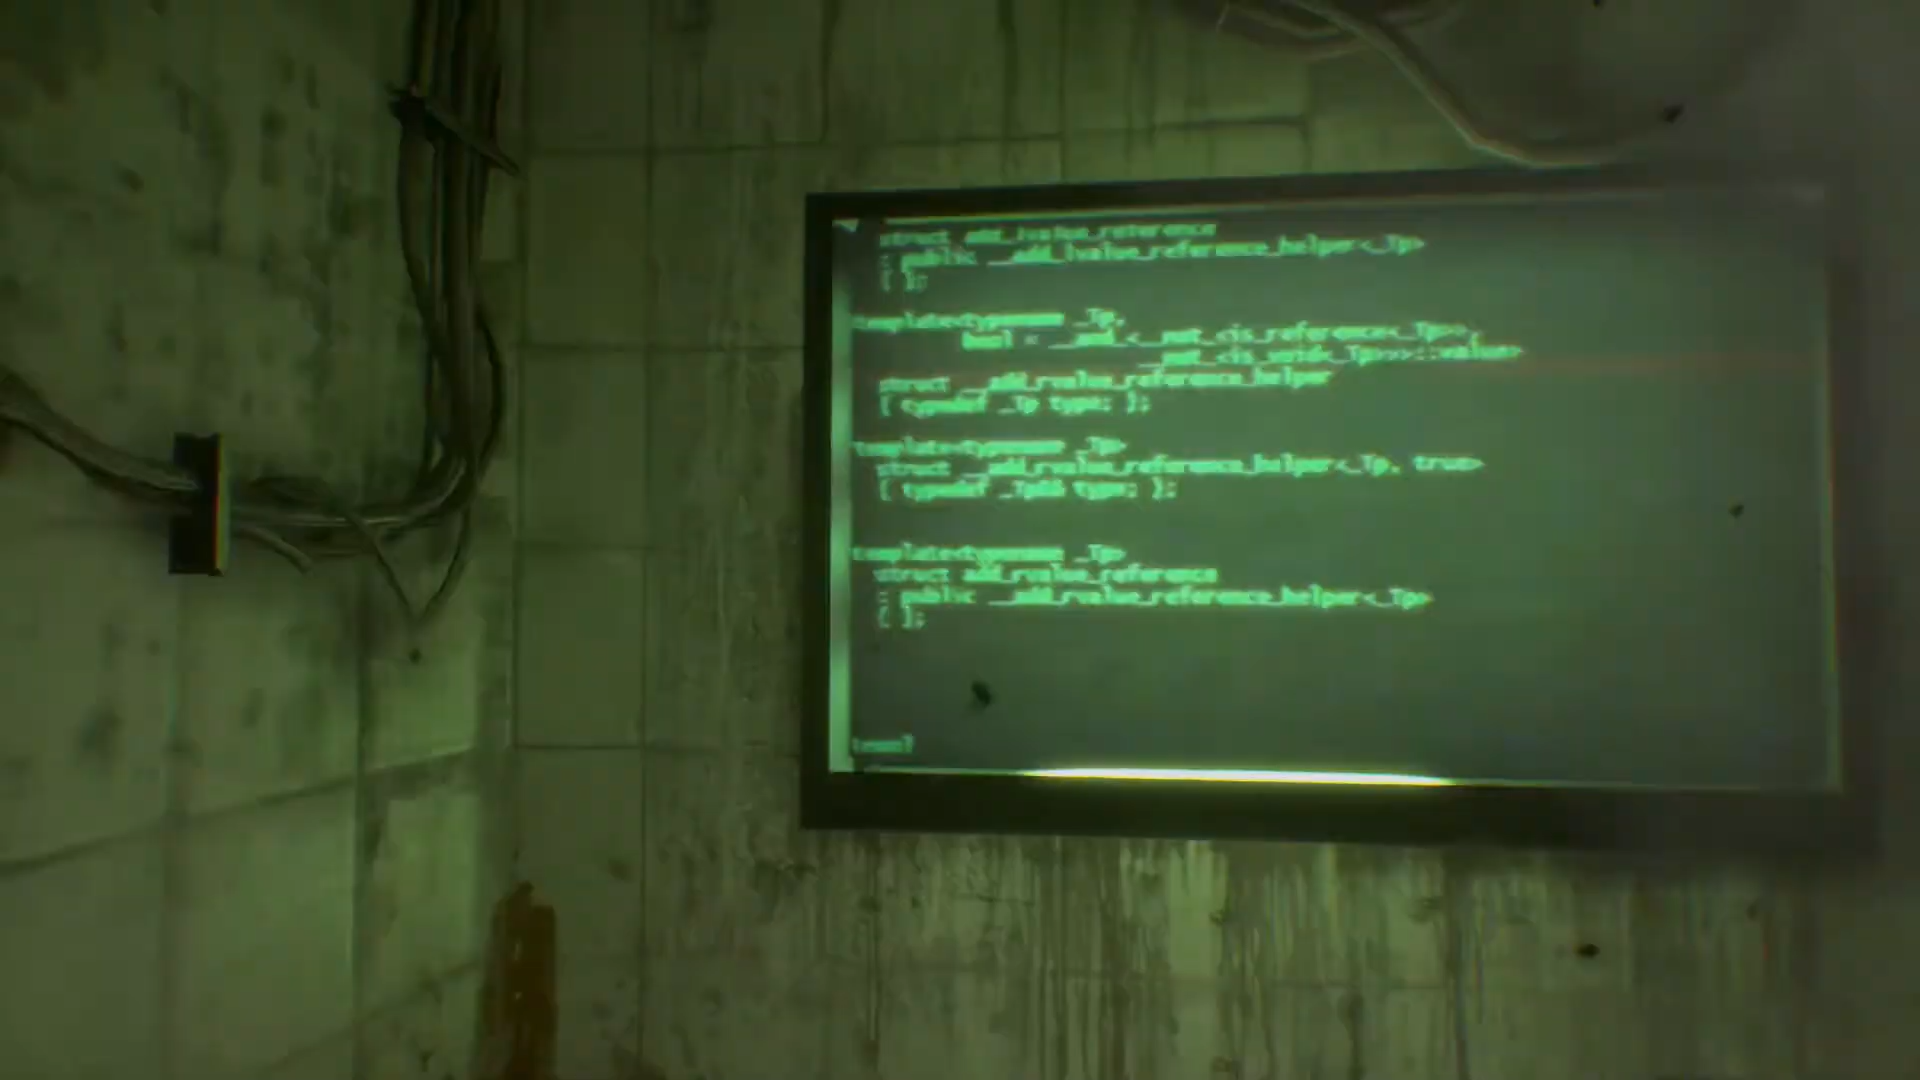 struct add_lvalue_reference
: public __add_lvalue_reference_helper<_Tp>
{ };
template<typename _Tp,
bool = __and_<__not_<is_reference<_Tp>>,
__not_<is_void<_Tp>>>::value>
struct __add_rvalue_reference_helper
{ typedef _Tp type; };
template<typename _Tp>
struct __add_rvalue_reference_helper<_Tp, true>
{ typedef _Tp&& type; };
template<typename _Tp>
struct add_rvalue_reference
: public __add_rvalue_reference_helper<_Tp>
{ };